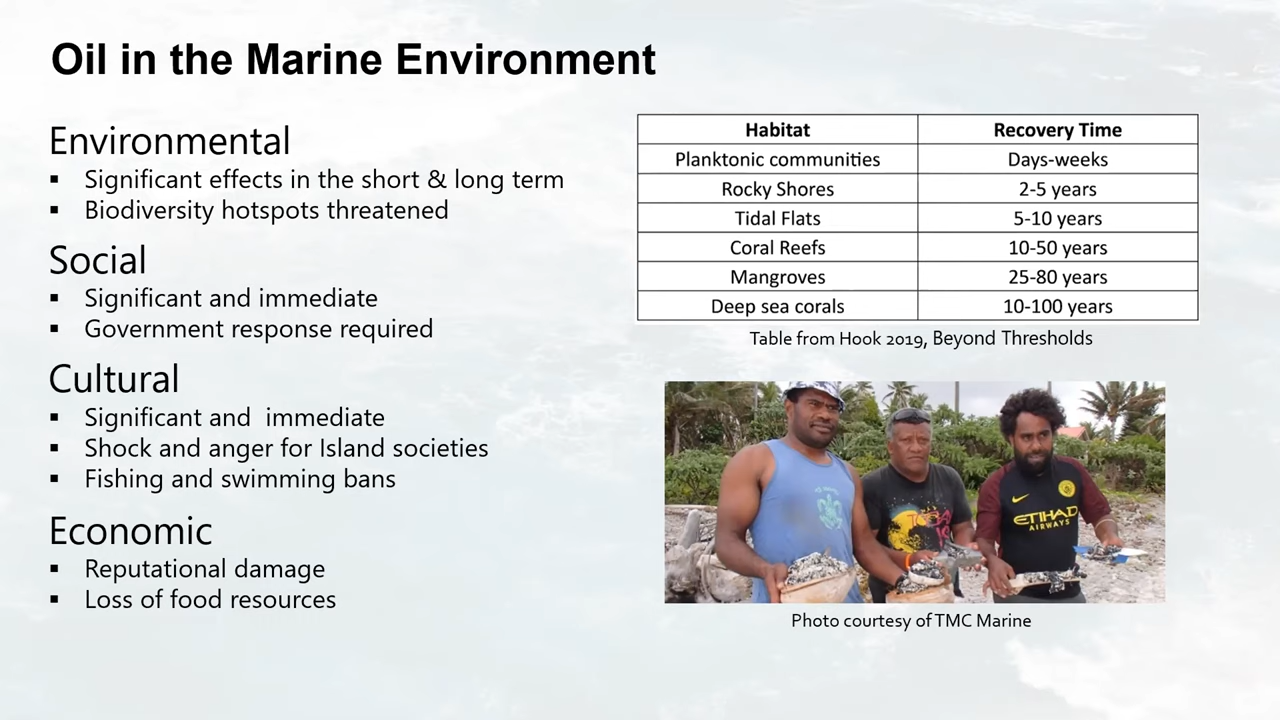 Oil in the Marine Environment
Environmental
▪ Significant effects in the short & long term
▪ Biodiversity hotspots threatened
Social
▪ Significant and immediate
▪ Government response required
Cultural
▪ Significant and  immediate
▪ Shock and anger for Island societies
▪ Fishing and swimming bans
Economic
▪ Reputational damage
▪ Loss of food resources
Habitat Recovery Time
Planktonic communities Days-weeks
Rocky Shores 2-5 years
Tidal Flats 5-10 years
Coral Reefs 10-50 years
Mangroves 25-80 years
Deep sea corals 10-100 years
Table from Hook 2019, Beyond Thresholds
ETIHAD
AIRWAYS
Photo courtesy of TMC Marine